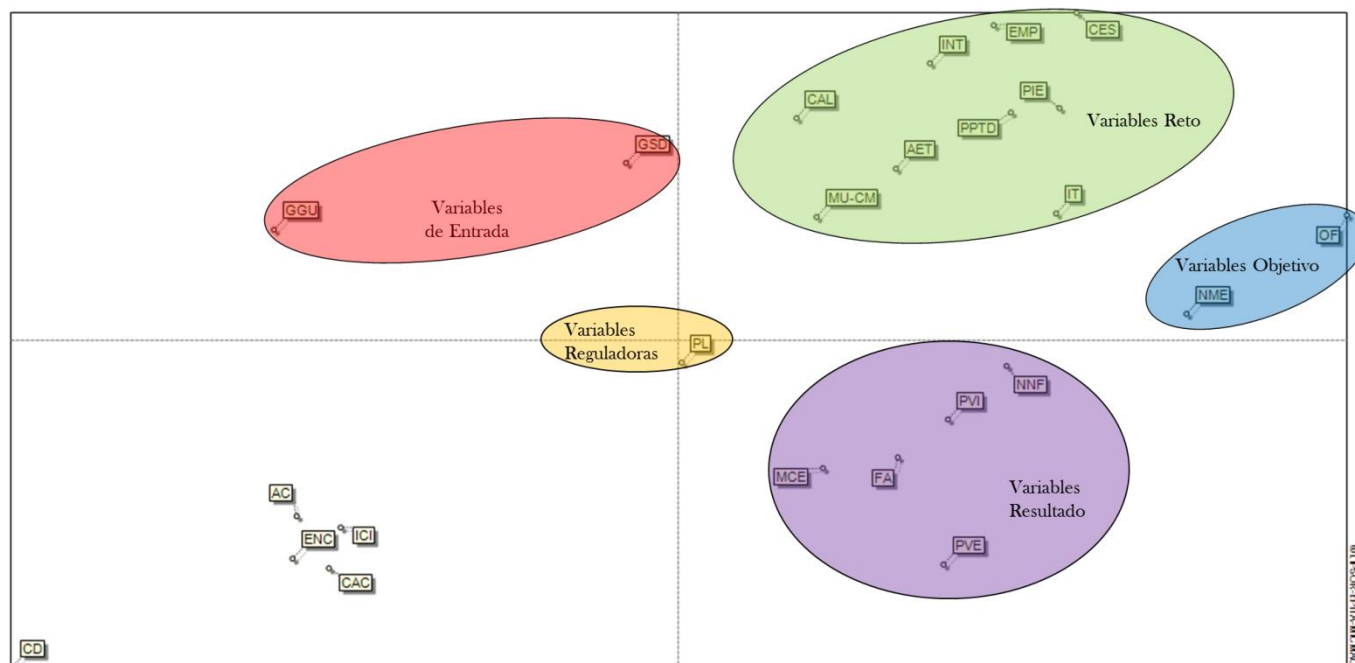 CES
EMP
INT
PIE
CAL
Variables Reto
PPTD
GSD
AET
MU-CM
IT
GGU
Variables
de Entrada
OF
Variables Objetivo
NME
Variables
Reguladoras
PL
NNF
PVI
MCE
FA
Variables
Resultado
AC
ENC
ICI
PVE
CAC
CD